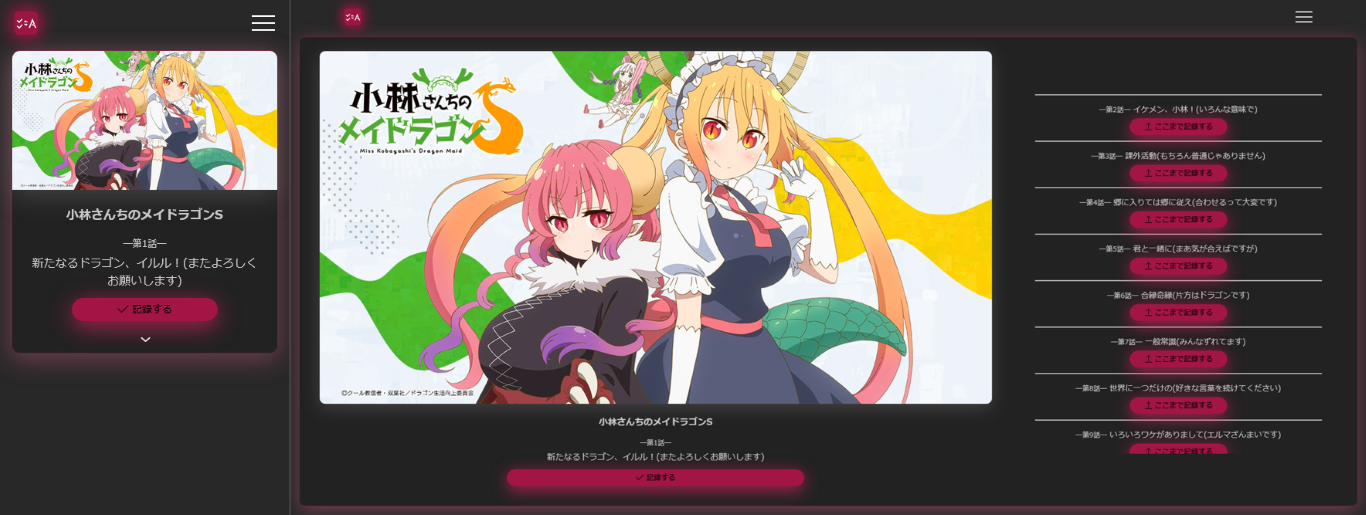 小林さんちの
メイドラゴンS
Miss Kobayashi's Dragon Maid
小林さんちのメイドラゴンS
―第1話―
新たなるドラゴン、イルル！(またよろしく
お願いします)
記録する
小林さんちの
メイドラゴンS
Miss Kobayashi's Dragon Maid
©クール教信者・双葉社／ドラゴン生活向上委員会
小林さんちのメイドラゴンS
―第1話―
新たなるドラゴン、イルル！(またよろしくお願いします)
記録する
―第2話― イケメン、小林！(いろんな意味で)
ここまで記録する
―第3話― 課外活動(もちろん普通じゃありません)
ここまで記録する
―第4話― 郷に入りては郷に従え(合わせるって大変です)
ここまで記録する
―第5話― 君と一緒に(まあ気が合えばですが)
ここまで記録する
―第6話― 合縁奇縁(片方はドラゴンです)
ここまで記録する
―第7話― 一般常識(みんなずれてます)
ここまで記録する
―第8話― 世界に一つだけの(好きな言葉を続けてください)
ここまで記録する
―第9話― いろいろワケがありまして(エルマざんまいです)
ここまで記録する